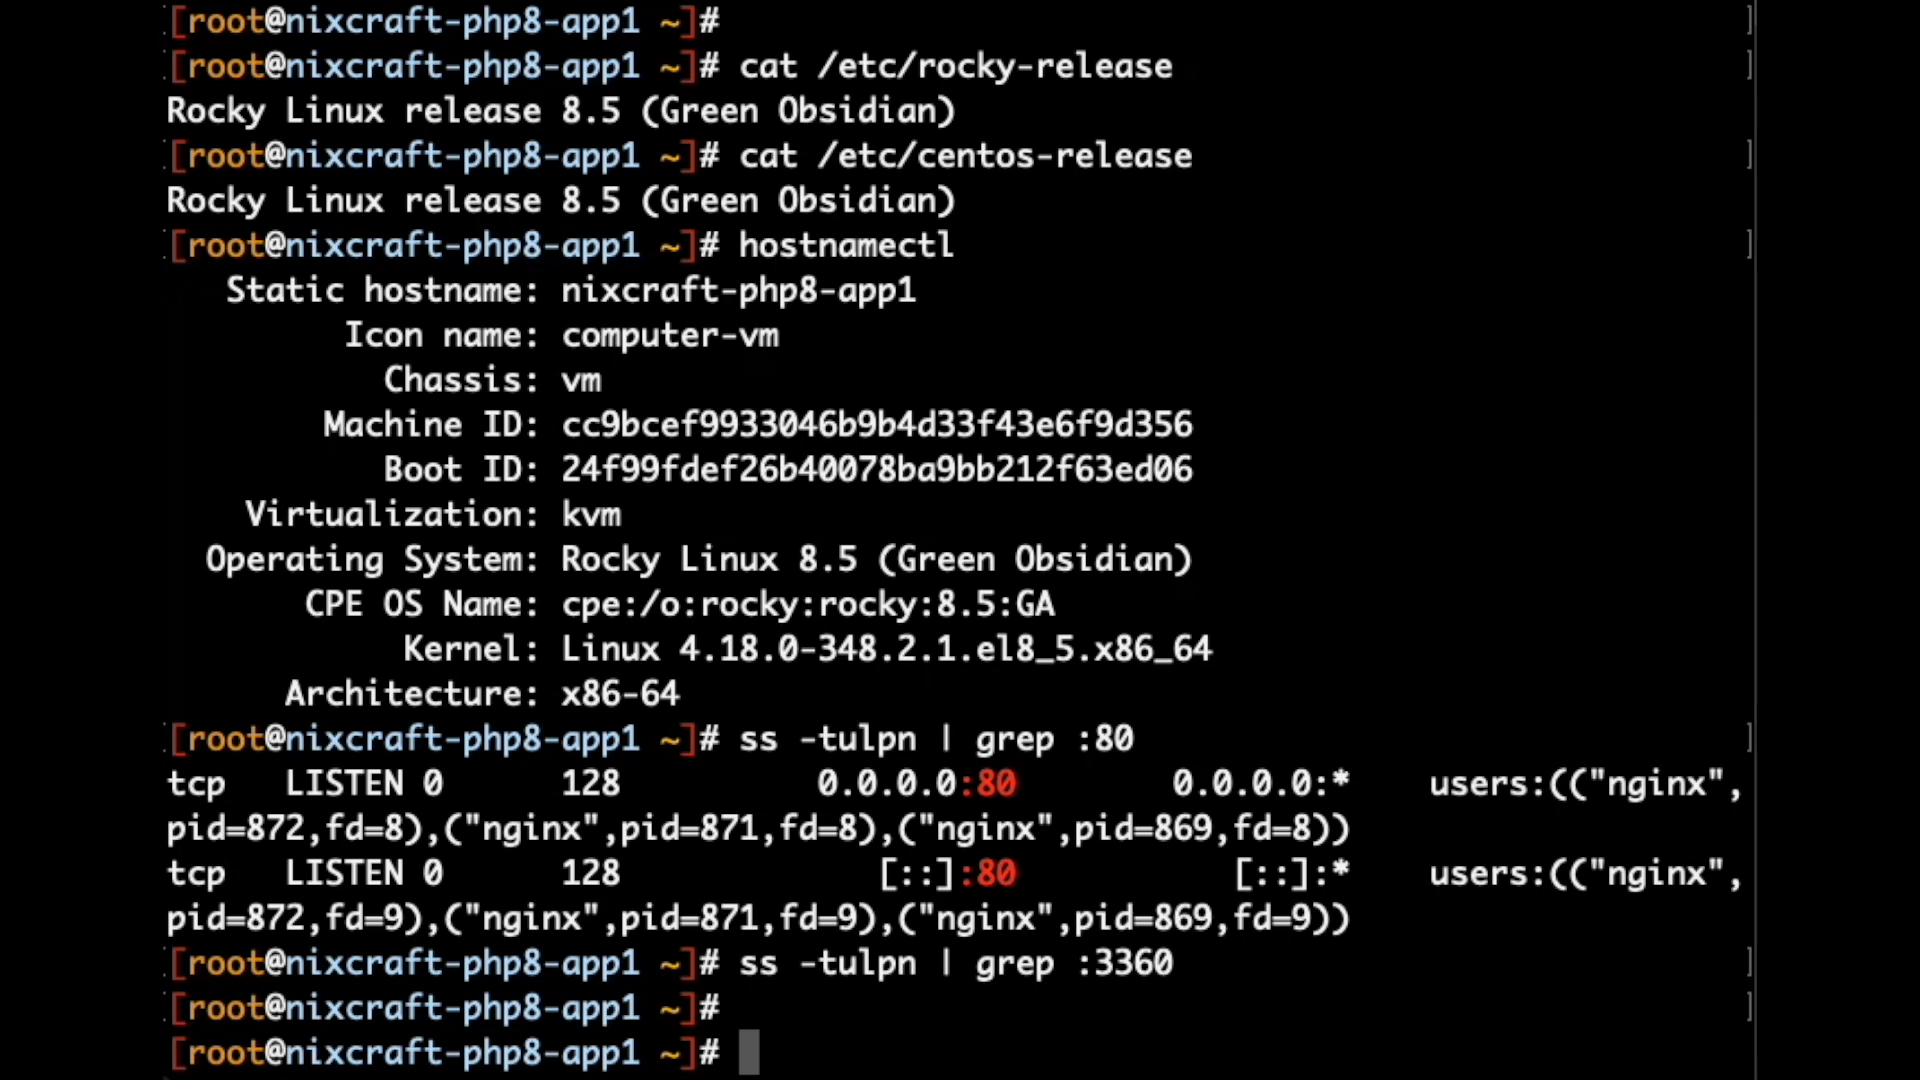 [root@nixcraft-php8-app1 ~]#
[root@nixcraft-php8-app1 ~]# cat /etc/rocky-release
Rocky Linux release 8.5 (Green Obsidian)
[root@nixcraft-php8-app1 ~]# cat /etc/centos-release
Rocky Linux release 8.5 (Green Obsidian)
[root@nixcraft-php8-app1 ~]# hostnamectl
Static hostname: nixcraft-php8-app1
Icon name: computer-vm
Chassis: vm
Machine ID: cc9bcef9933046b9b4d33f43e6f9d356
Boot ID: 24f99fdef26b40078ba9bb212f63ed06
Virtualization: kvm
Operating System: Rocky Linux 8.5 (Green Obsidian)
CPE OS Name: cpe:/o:rocky:rocky:8.5:GA
Kernel: Linux 4.18.0-348.2.1.el8_5.x86_64
Architecture: x86-64
[root@nixcraft-php8-app1 ~]# ss -tulpn | grep :80
tcp LISTEN 0 128 0.0.0.0:80 0.0.0.0:* users:(("nginx",
pid=872,fd=8),("nginx",pid=871,fd=8),("nginx",pid=869,fd=8))
tcp LISTEN 0 128 [::]:80 [::]:* users:(("nginx",
pid=872,fd=9),("nginx",pid=871,fd=9),("nginx",pid=869,fd=9))
[root@nixcraft-php8-app1 ~]# ss -tulpn | grep :3360
[root@nixcraft-php8-app1 ~]#
[root@nixcraft-php8-app1 ~]#